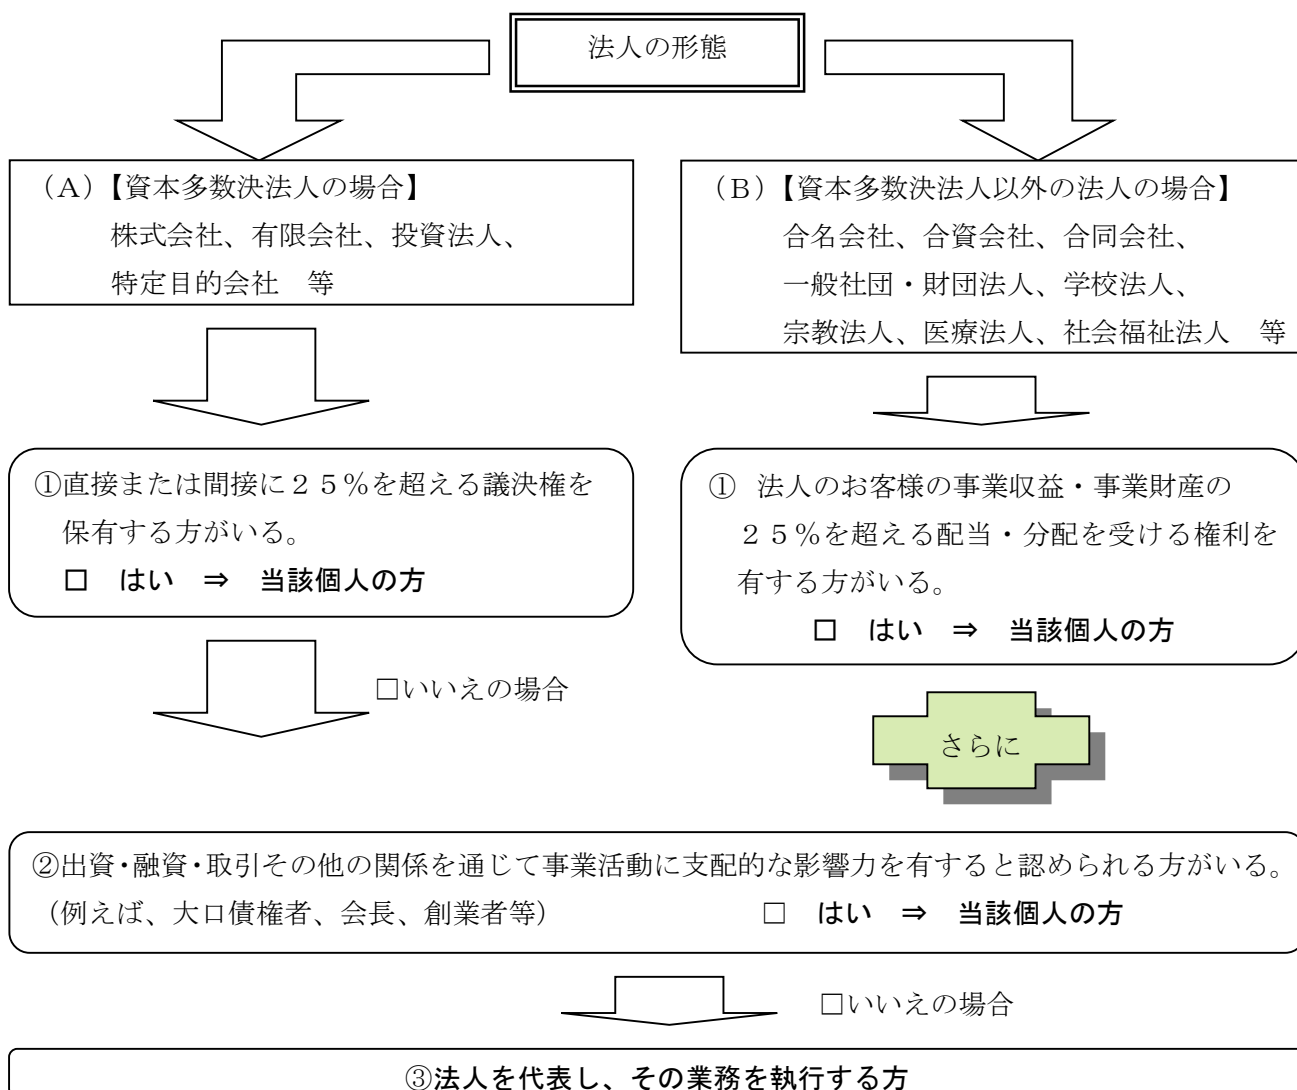 法人の形態
（A）【資本多数決法人の場合】
株式会社、有限会社、投資法人、
特定目的会社　等
①直接または間接に２５％を超える議決権を
保有する方がいる。
□　はい　⇒　当該個人の方
□いいえの場合
（B）【資本多数決法人以外の法人の場合】
合名会社、合資会社、合同会社、
一般社団・財団法人、学校法人、
宗教法人、医療法人、社会福祉法人　等
①　法人のお客様の事業収益・事業財産の
２５％を超える配当・分配を受ける権利を
有する方がいる。
□　はい　⇒　当該個人の方
さらに
②出資・融資・取引その他の関係を通じて事業活動に支配的な影響力を有すると認められる方がいる。
（例えば、大口債権者、会長、創業者等）　□　はい　⇒　当該個人の方
□いいえの場合
③法人を代表し、その業務を執行する方